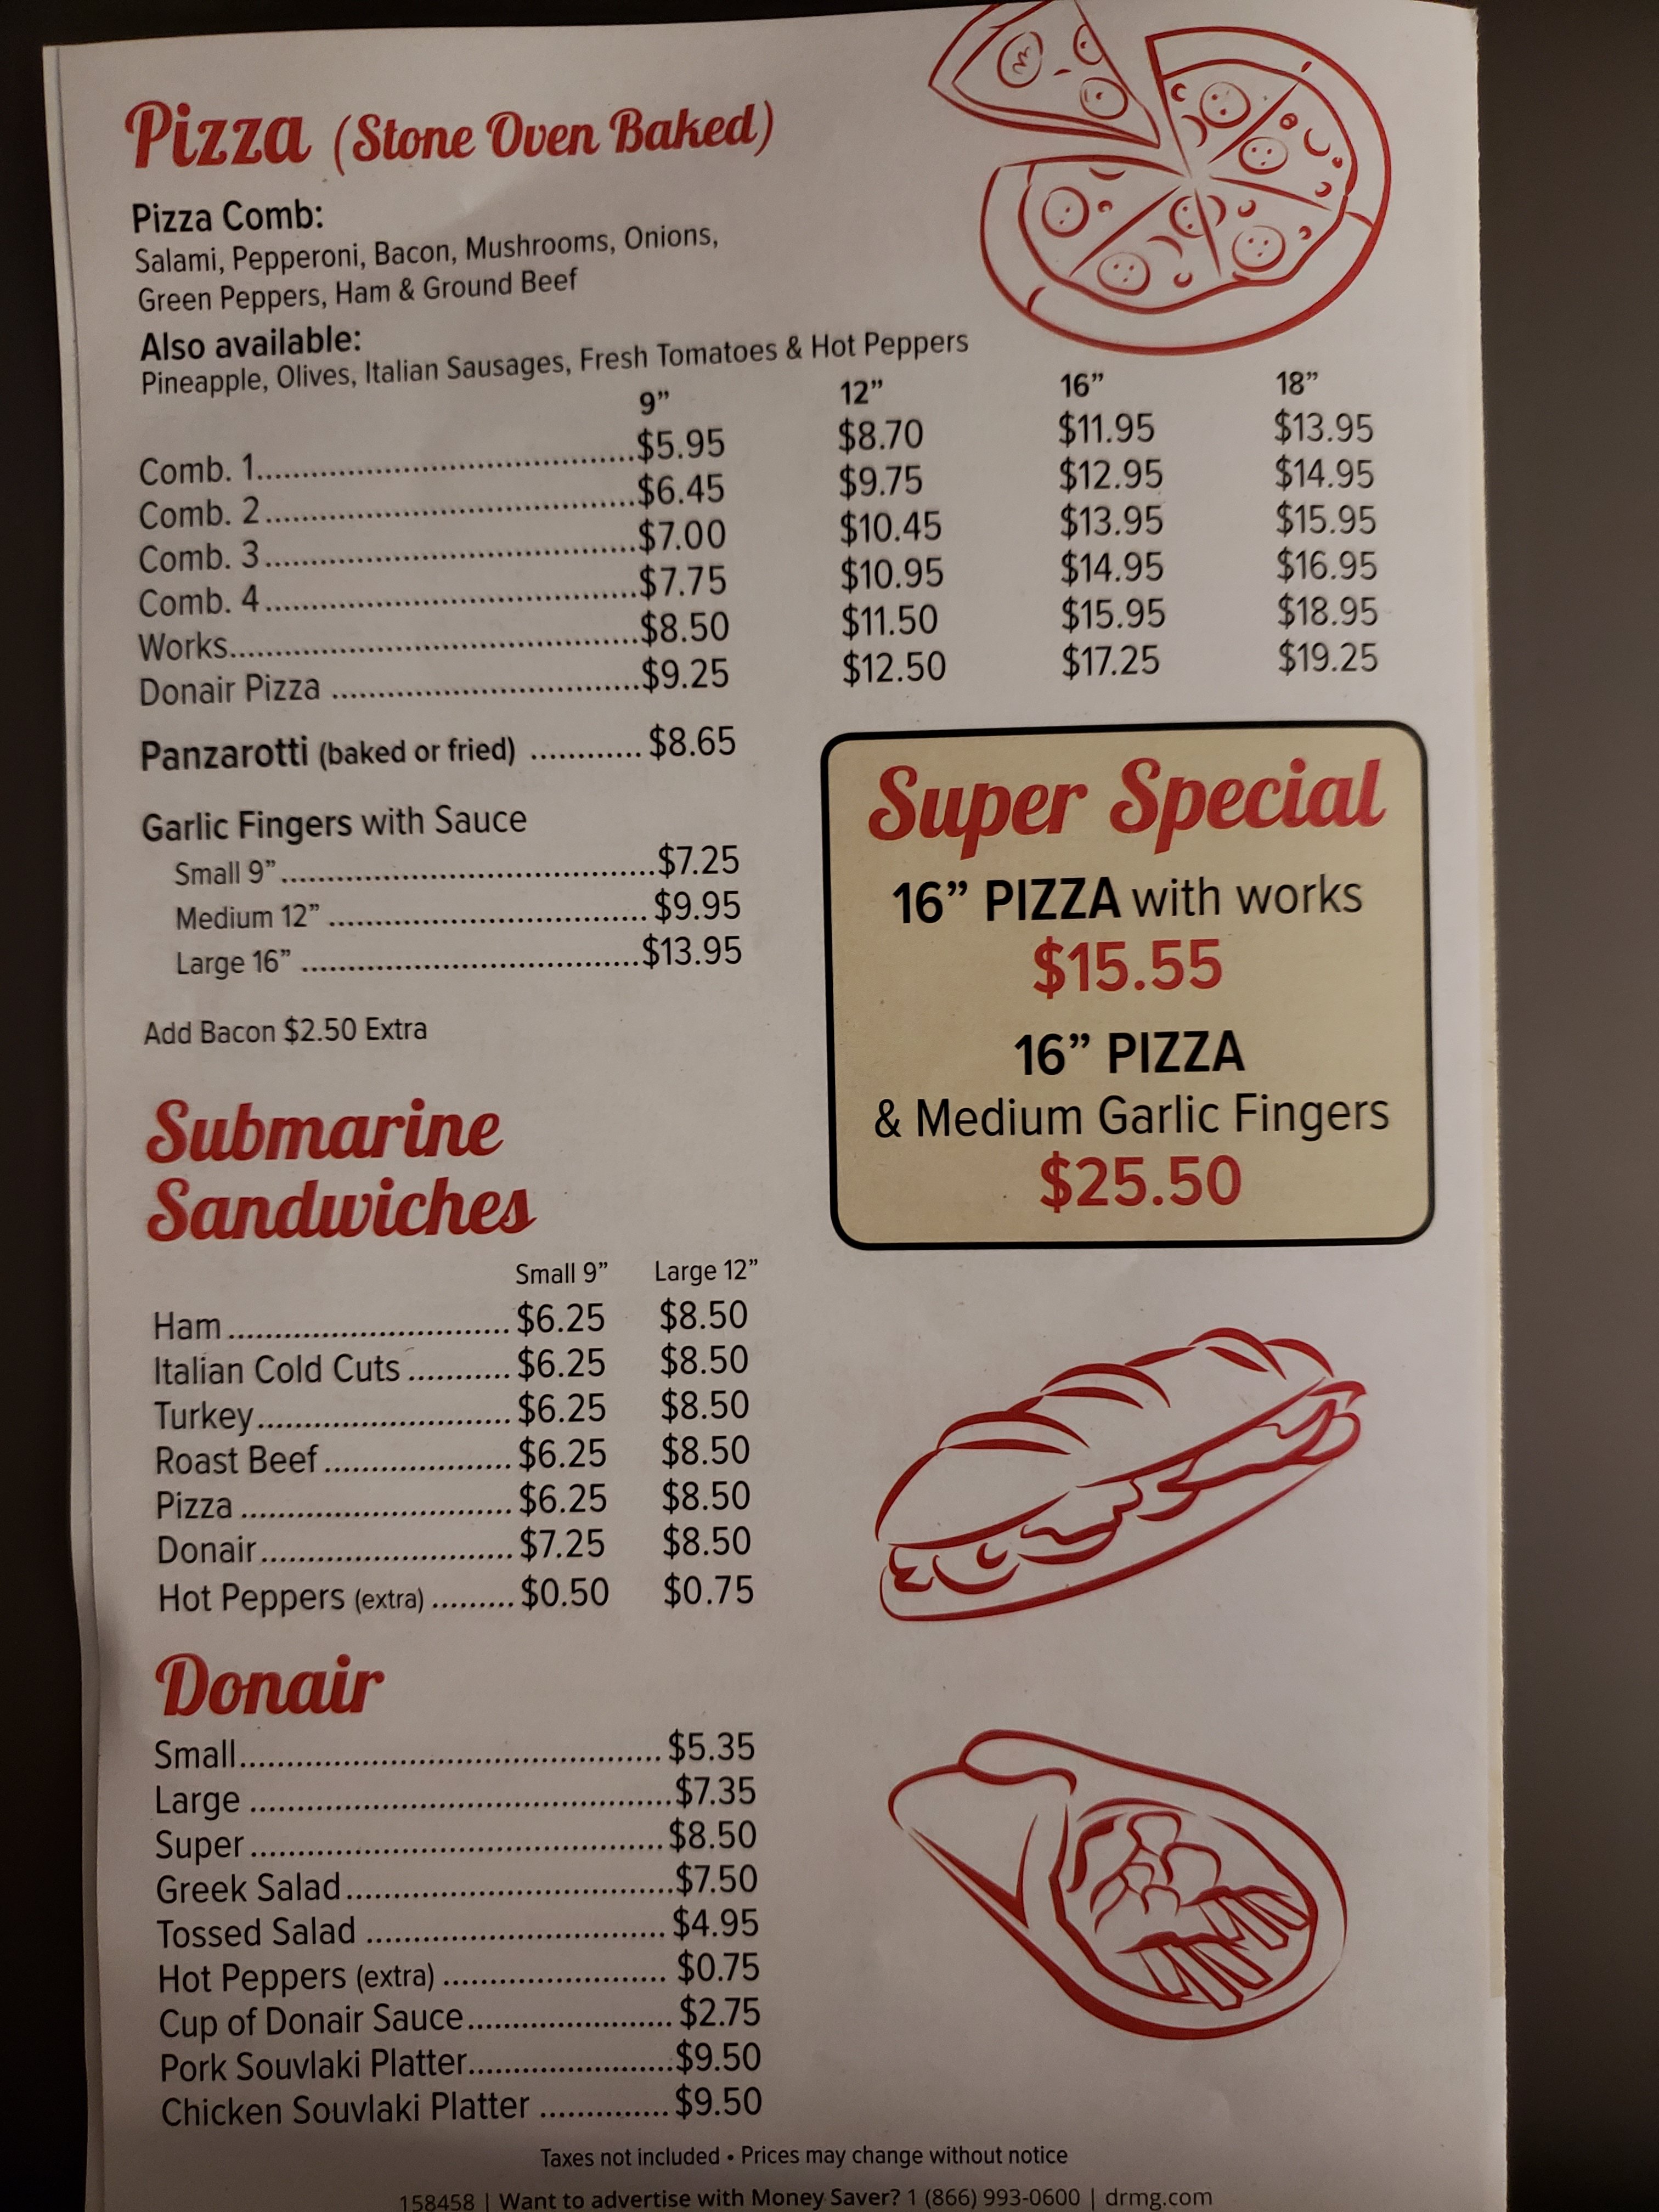 Pizza (Stone Oven Baked)
Pizza Comb:
Salami, Pepperoni, Bacon, Mushrooms, Onions,
Green Peppers, Ham & Ground Beef
Also available:
Pineapple, Olives, Italian Sausages, Fresh Tomatoes & Hot Peppers
9” 12” 16” 18”
Comb. 1....................$5.95 $8.70 $11.95 $13.95
Comb. 2....................$6.45 $9.75 $12.95 $14.95
Comb. 3....................$7.00 $10.45 $13.95 $15.95
Comb. 4....................$7.75 $10.95 $14.95 $16.95
Works....................$8.50 $11.50 $15.95 $18.95
Donair Pizza ....................$9.25 $12.50 $17.25 $19.25
Panzarotti (baked or fried) ............ $8.65
Garlic Fingers with Sauce
Small 9”....................$7.25
Medium 12” .................... $9.95
Large 16” ....................$13.95
Add Bacon $2.50 Extra
Super Special
16” PIZZA with works
$15.55
16” PIZZA
& Medium Garlic Fingers
$25.50
Submarine
Sandwiches
Small 9” Large 12”
Ham.................... $6.25 $8.50
Italian Cold Cuts ........... $6.25 $8.50
Turkey.................... $6.25 $8.50
Roast Beef.................... $6.25 $8.50
Pizza .................... $6.25 $8.50
Donair.................... $7.25 $8.50
Hot Peppers (extra) ......... $0.50 $0.75
Donair
Small.................... $5.35
Large ....................$7.35
Super.................... $8.50
Greek Salad....................$7.50
Tossed Salad .................... $4.95
Hot Peppers (extra) .................... $0.75
Cup of Donair Sauce.................... $2.75
Pork Souvlaki Platter....................$9.50
Chicken Souvlaki Platter .............. $9.50
Taxes not included • Prices may change without notice
158458 | Want to advertise with Money Saver? 1 (866) 993-0600 | drmg.com